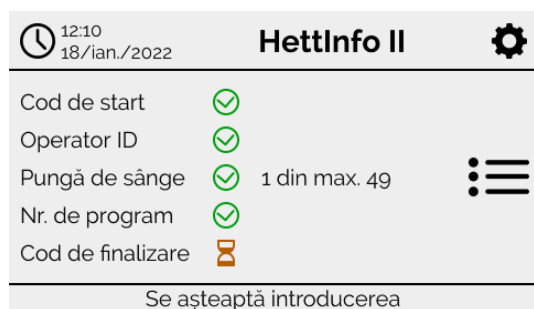 12:10
18/ian./2022
HettInfo II
Cod de start
Operator ID
Pungă de sânge 1 din max. 49
Nr. de program
Cod de finalizare
Se așteaptă introducerea